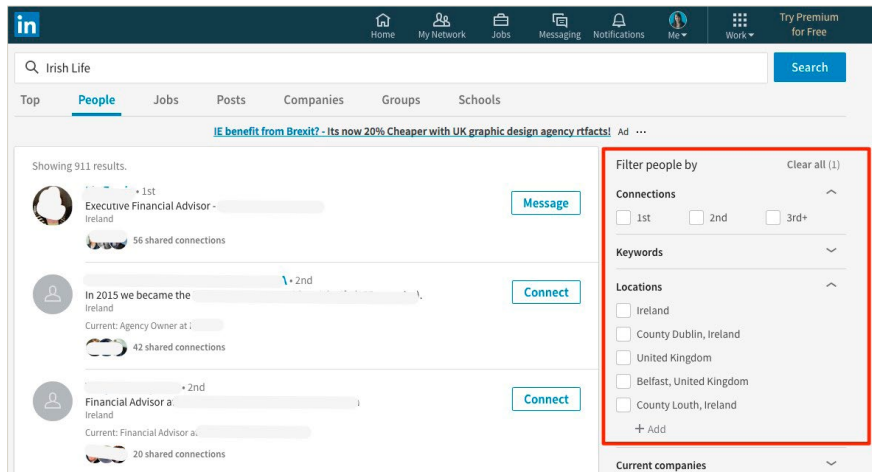 in
Home
My Network
Jobs
Messaging
Notifications
Me
Work
Try Premium
for Free
Irish Life
Search
Top People Jobs Posts Companies Groups Schools
IE benefit from Brexit? - Its now 20% Cheaper with UK graphic design agency rtfacts! Ad ···
Showing 911 results.
• 1st
Executive Financial Advisor -
Ireland
56 shared connections
Message
• 2nd
In 2015 we became the
Ireland
Current: Agency Owner at
42 shared connections
Connect
• 2nd
Financial Advisor a
Ireland
Current: Financial Advisor a
20 shared connections
Connect
Filter people by Clear all (1)
Connections
1st 2nd 3rd+
Keywords
Locations
Ireland
County Dublin, Ireland
United Kingdom
Belfast, United Kingdom
County Louth, Ireland
+ Add
Current companies